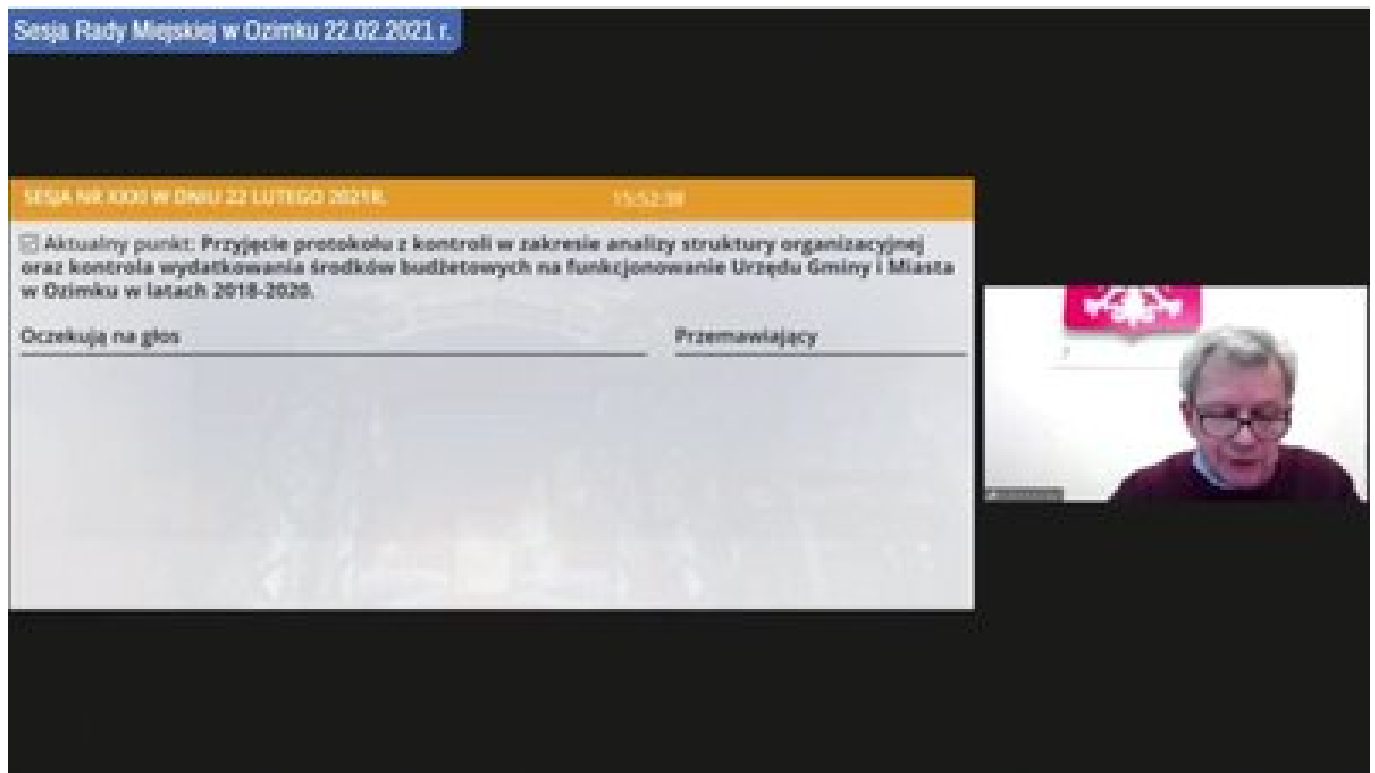 Sesja Rady Miejskiej w Ozimku 22.02.2021 r.
SESJA NR XXXI W DNIU 22 LUTEGO 2021R.
15:52:38
Aktualny punkt: Przyjęcie protokołu z kontroli w zakresie analizy struktury organizacyjnej
oraz kontrola wydatkowania środków budżetowych na funkcjonowanie Urzędu Gminy i Miasta
w Ozimku w latach 2018-2020.
Oczekują na głos
Przemawiający